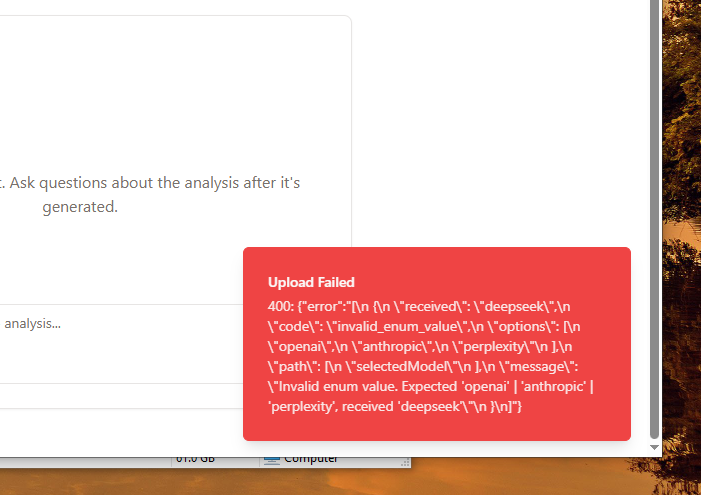 . Ask questions about the analysis after it's
generated.
analysis...
Upload Failed
400: {"error":"[\n {\n \"received\": \"deepseek\",\n
\"code\": \"invalid_enum_value\",\n \"options\": [\n
\"openai\",\n \"anthropic\",\n \"perplexity\"\n ],\n
\"path\": [\n \"selectedModel\"\n ],\n \"message\":
\"Invalid enum value. Expected 'openai' | 'anthropic' |
'perplexity', received 'deepseek'\"\n }\n]"}
61.0 GB
Computer